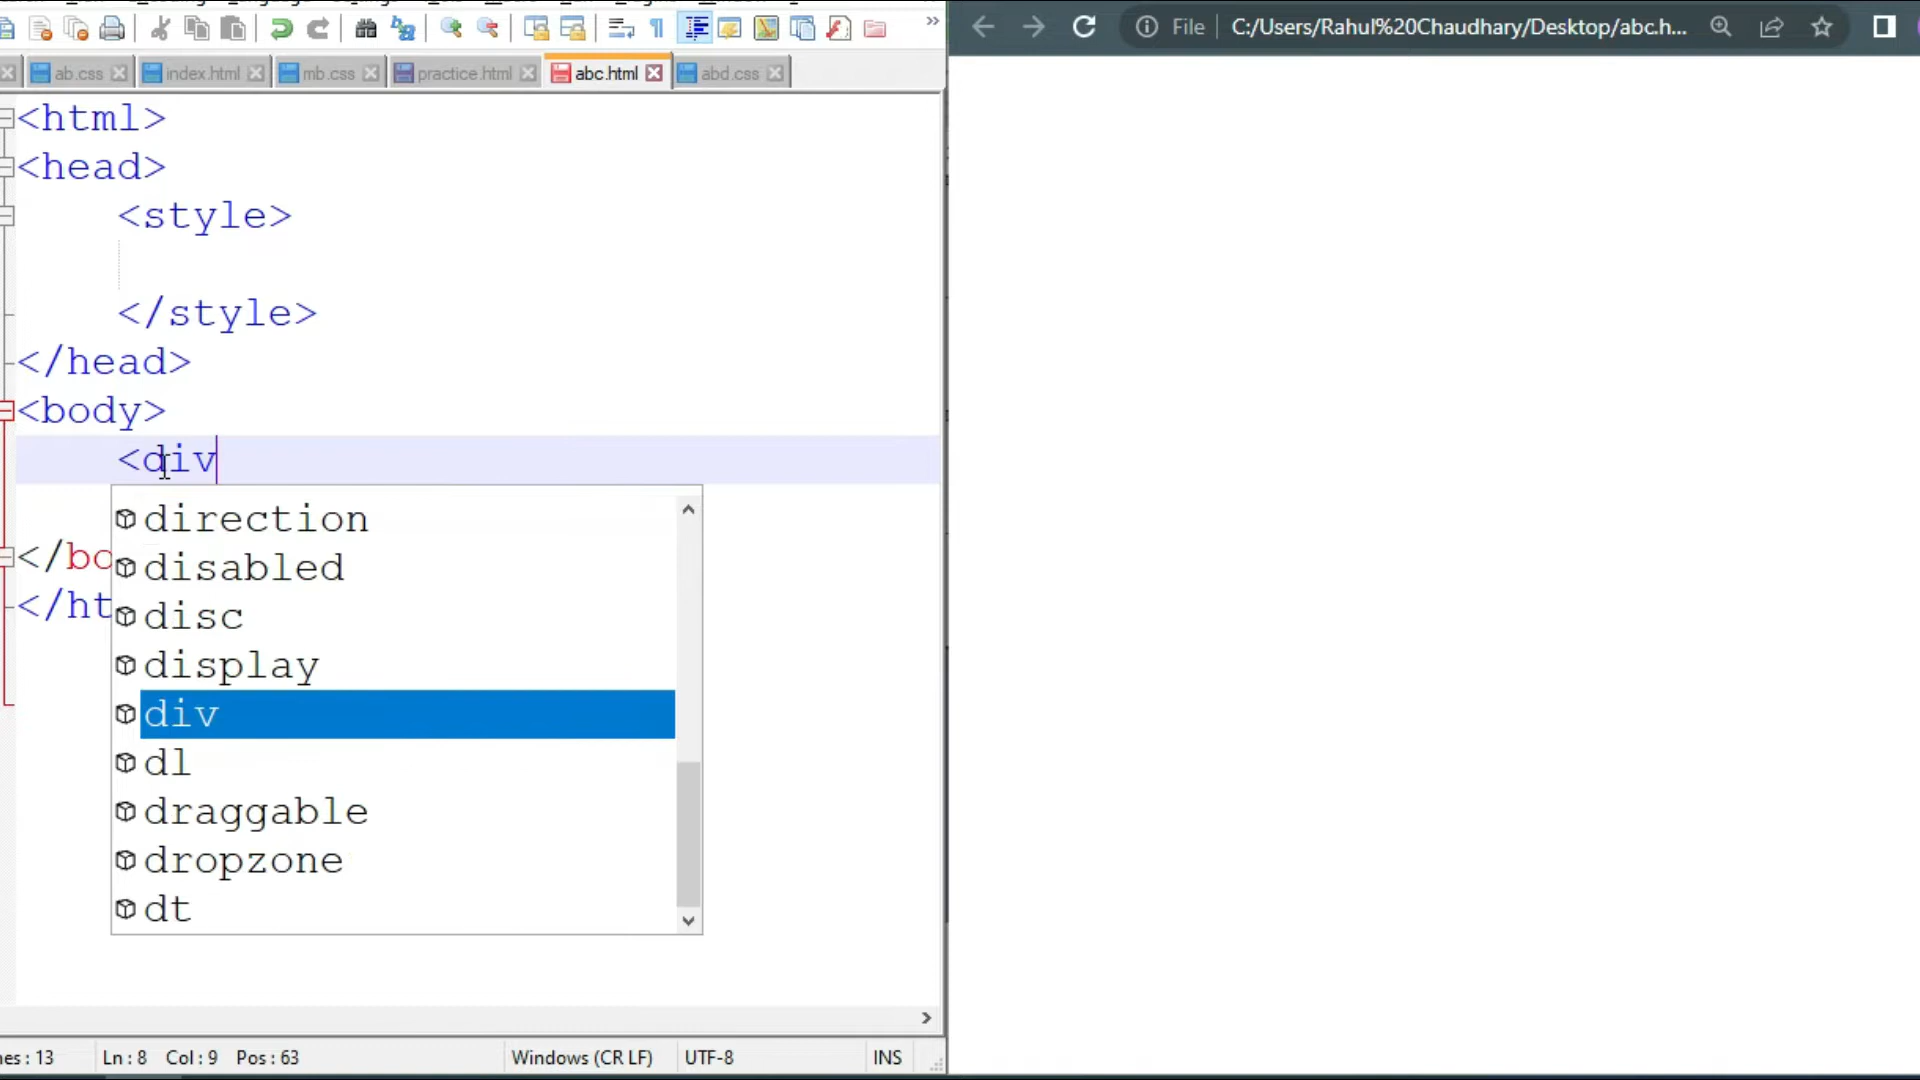 ab.css index.html mb.css practice.html abc.html abd.css
File C:/Users/Rahul%20Chaudhary/Desktop/abc.h...
<html>
<head>
<style>
</style>
</head>
<body>
<div
direction
disabled
disc
display
div
dl
draggable
dropzone
dt
</bo
</ht
nes : 13 Ln : 8 Col : 9 Pos : 63 Windows (CR LF) UTF-8 INS